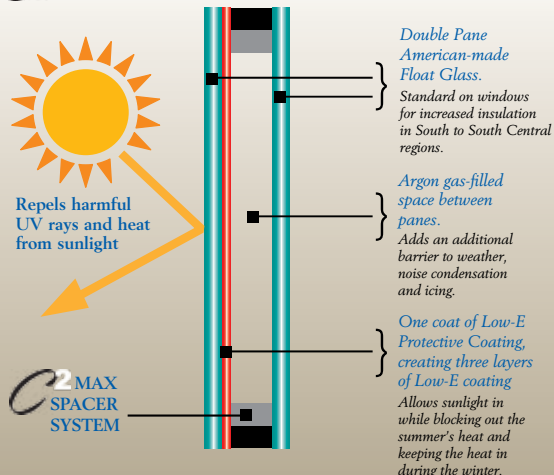 Double Pane
American-made
Float Glass.
Standard on windows
for increased insulation
in South to South Central
regions.
Argon gas-filled
space between
panes.
Adds an additional
barrier to weather,
noise condensation
and icing.
One coat of Low-E
Protective Coating,
creating three layers
of Low-E coating
Allows sunlight in
while blocking out the
summer's heat and
keeping the heat in
during the winter.
Repels harmful
UV rays and heat
from sunlight
C2 MAX
SPACER
SYSTEM